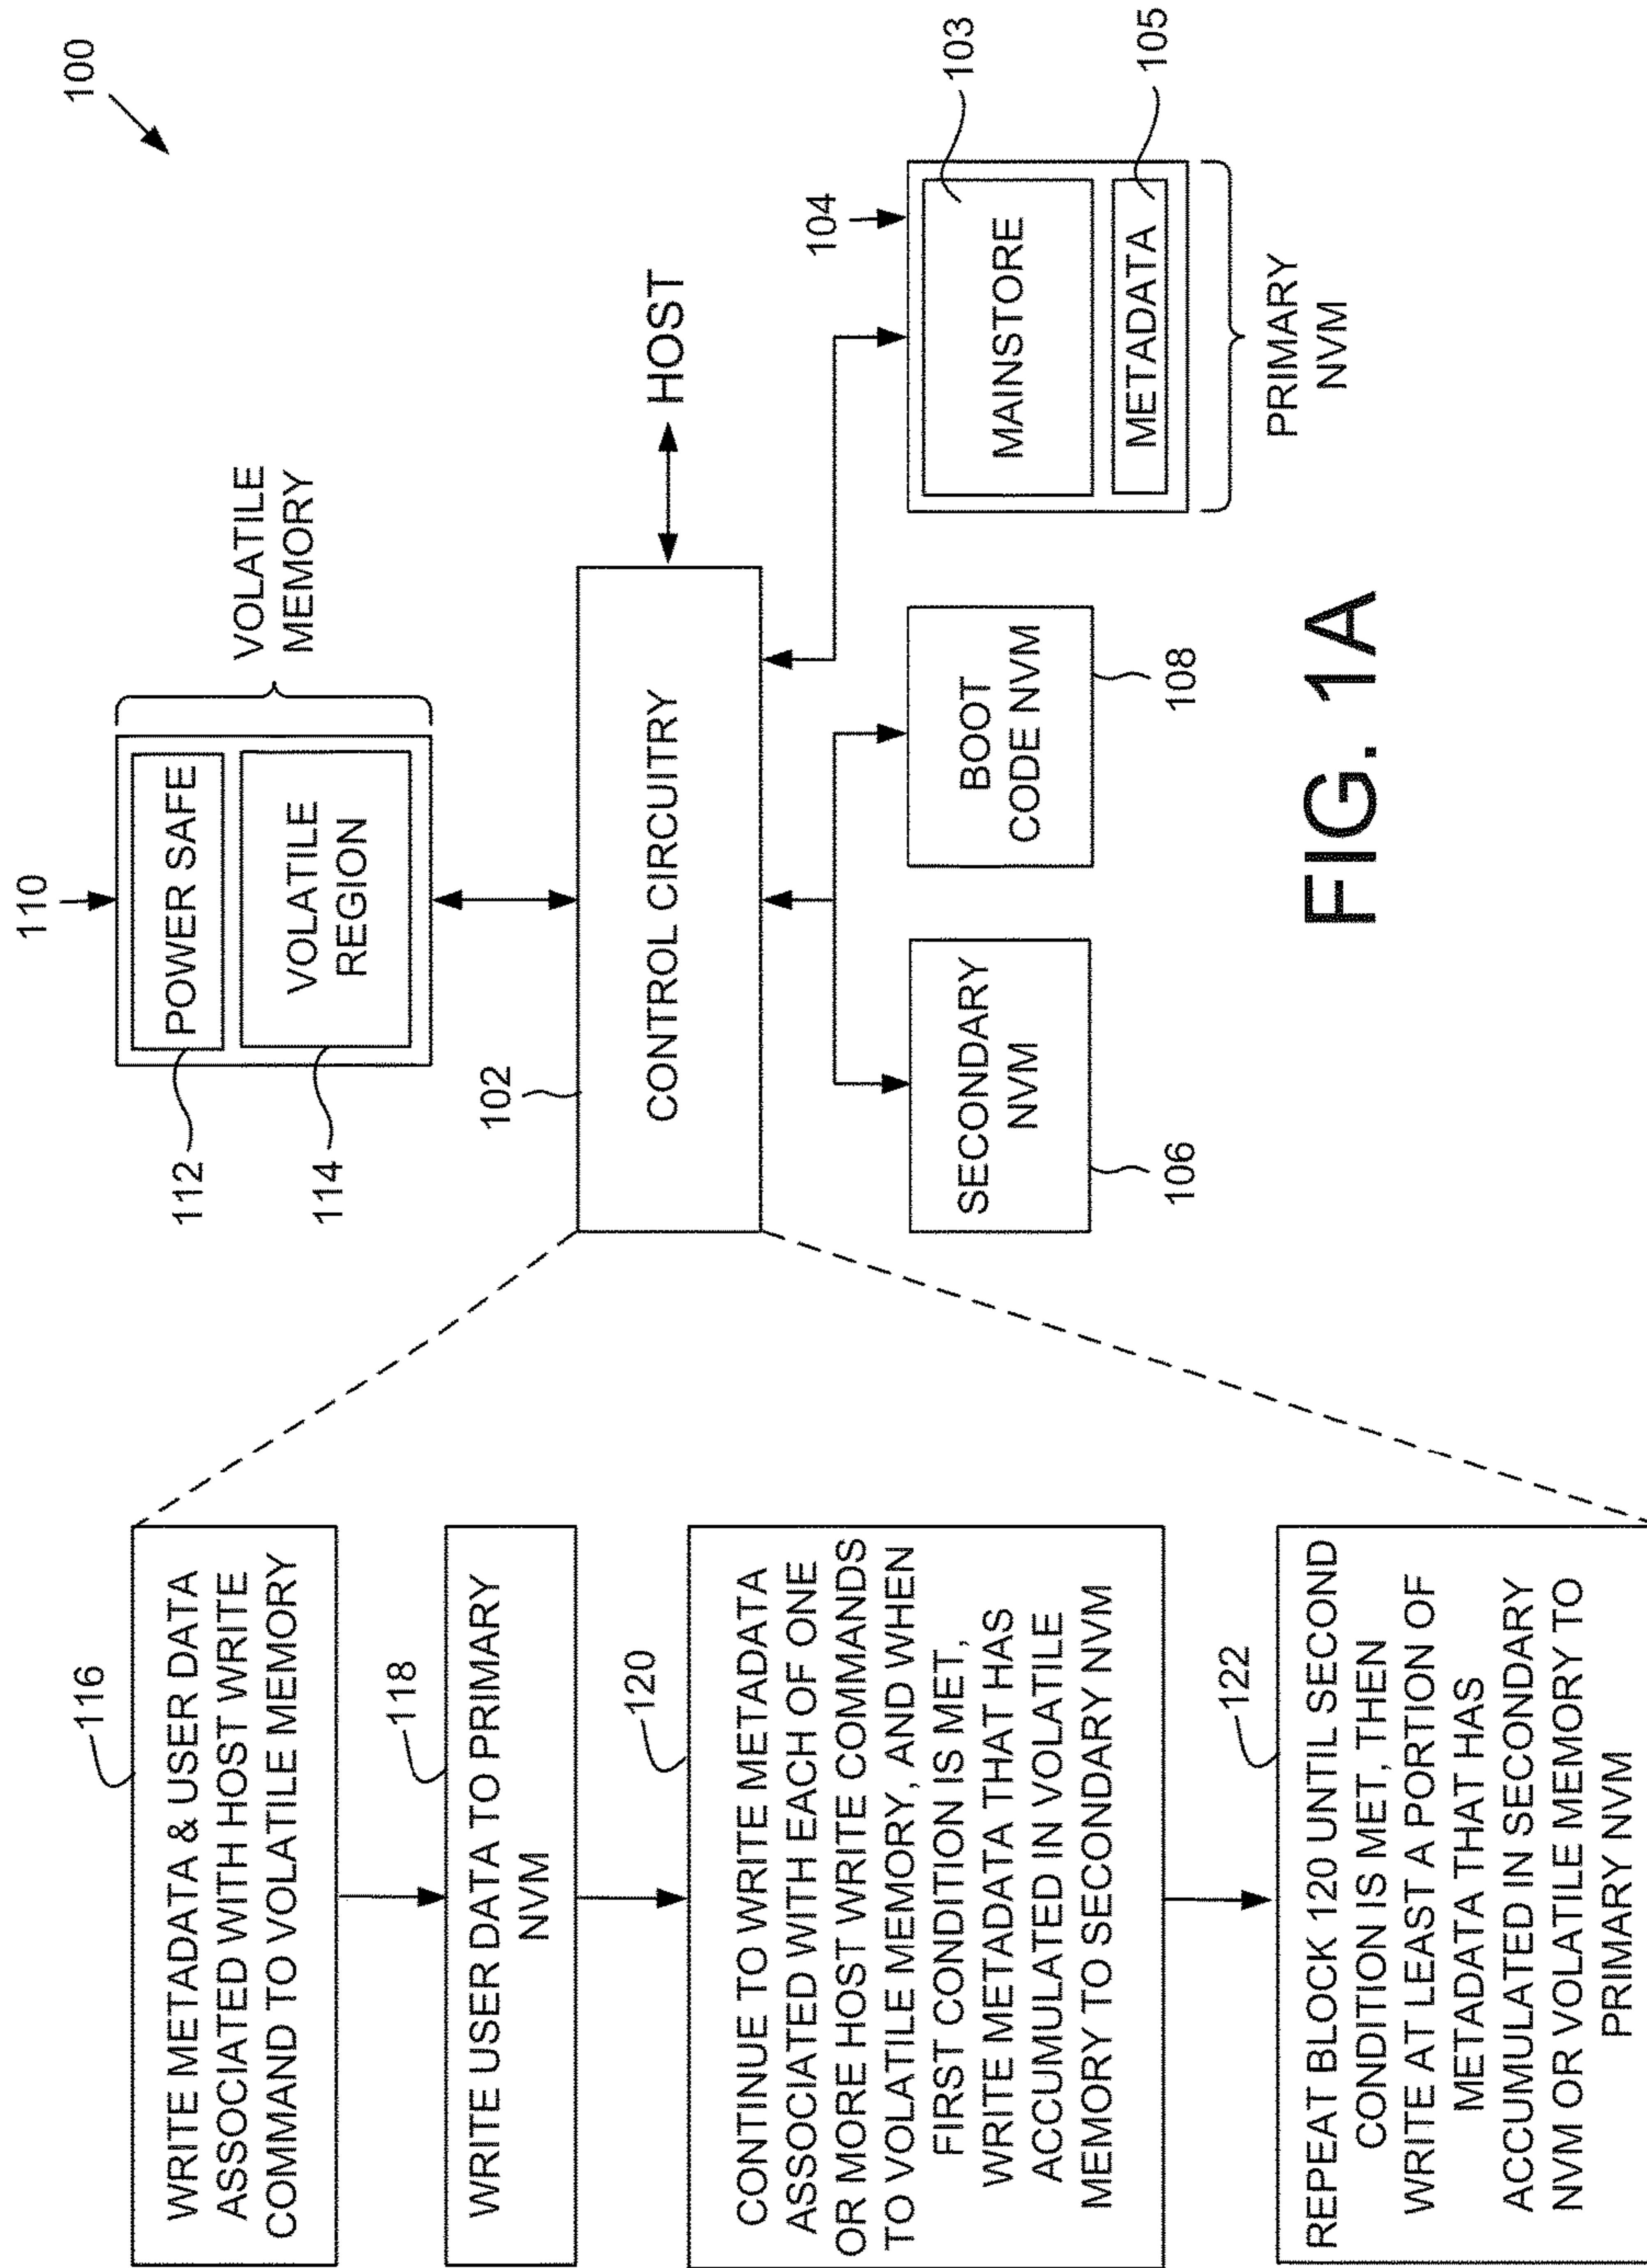 100
110
POWER SAFE
VOLATILE
REGION
VOLATILE
MEMORY
112
114
102
CONTROL CIRCUITRY
HOST
SECONDARY
NVM
106
BOOT
CODE NVM
108
104
MAINSTORE
103
METADATA
105
PRIMARY
NVM
116
WRITE METADATA & USER DATA
ASSOCIATED WITH HOST WRITE
COMMAND TO VOLATILE MEMORY
118
WRITE USER DATA TO PRIMARY
NVM
120
CONTINUE TO WRITE METADATA
ASSOCIATED WITH EACH OF ONE
OR MORE HOST WRITE COMMANDS
TO VOLATILE MEMORY, AND WHEN
FIRST CONDITION IS MET,
WRITE METADATA THAT HAS
ACCUMULATED IN VOLATILE
MEMORY TO SECONDARY NVM
122
REPEAT BLOCK 120 UNTIL SECOND
CONDITION IS MET, THEN
WRITE AT LEAST A PORTION OF
METADATA THAT HAS
ACCUMULATED IN SECONDARY
NVM OR VOLATILE MEMORY TO
PRIMARY NVM
FIG. 1A